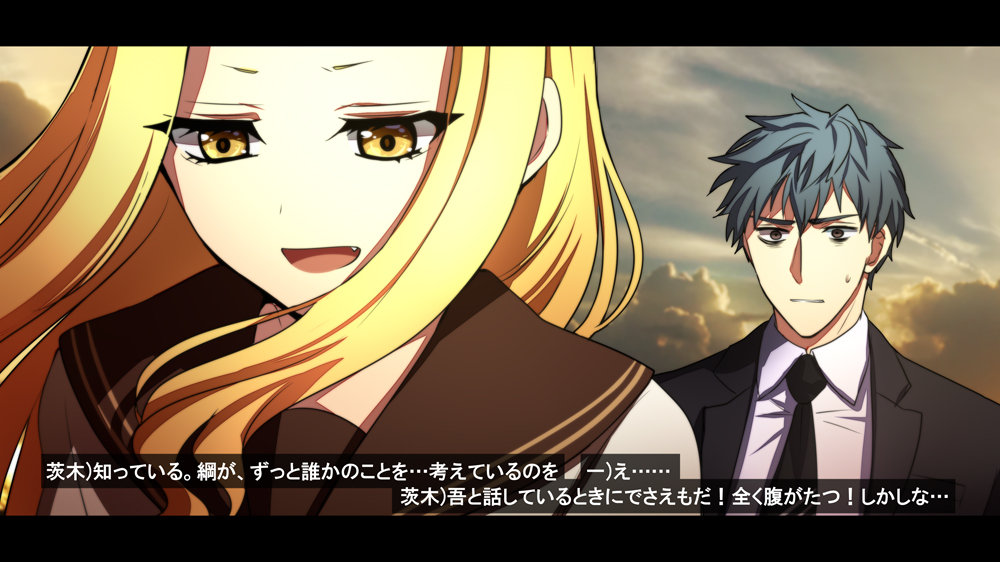 茨木)知っている。綱が、ずっと誰かのことを…考えているのを　ー)え……
茨木)吾と話しているときにでさえもだ！全く腹がたつ！しかしな…